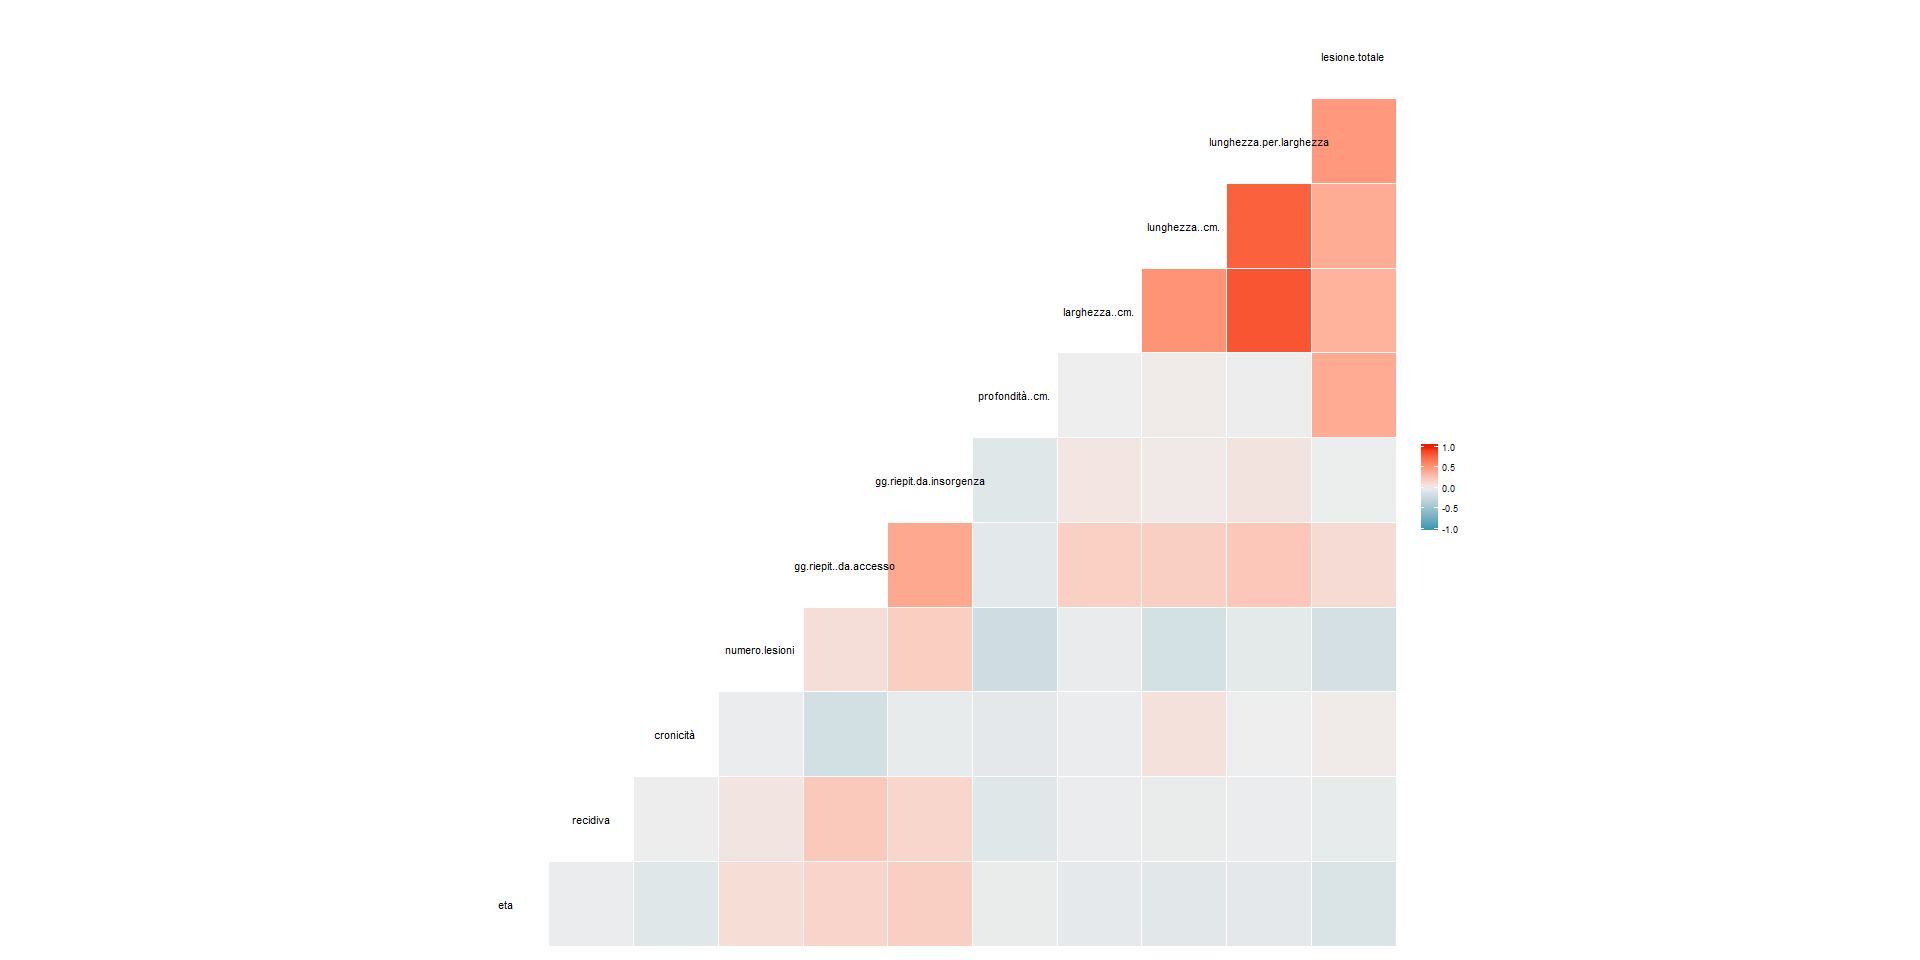 lesione.totale
lunghezza.per.larghezza
lunghezza..cm.
larghezza..cm.
profondità..cm.
gg.riepit.da.insorgenza
gg.riepit..da.accesso
numero.lesioni
cronicità
recidiva
eta
1.0
0.5
0.0
-0.5
-1.0